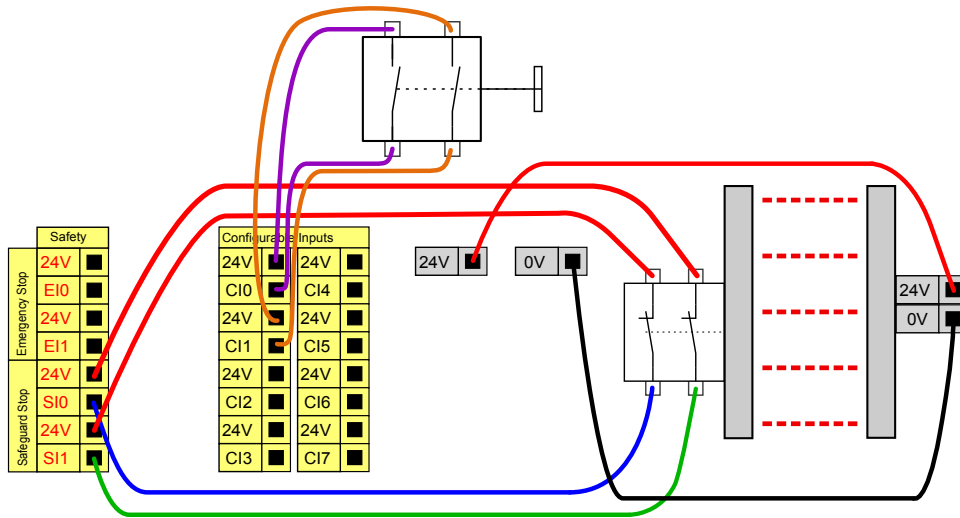 Safety
Emergency Stop
24V
EI0
24V
EI1
Safeguard Stop
24V
SI0
24V
SI1
Configurable Inputs
24V 24V
CI0 CI4
24V 24V
CI1 CI5
24V 24V
CI2 CI6
24V 24V
CI3 CI7
24V 0V
24V
0V